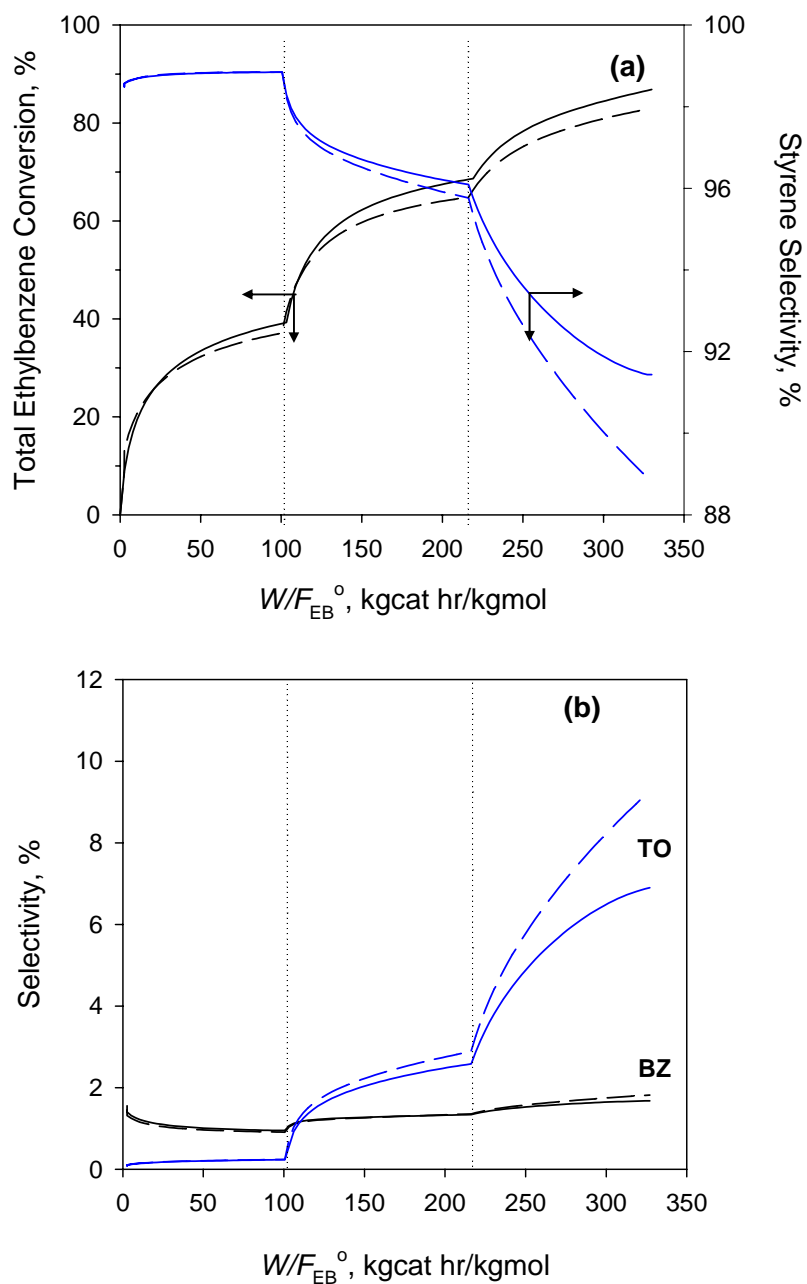 (a)
Total Ethylbenzene Conversion, %
100
80
60
40
20
0
100
96
92
88
Styrene Selectivity, %
0 50 100 150 200 250 300 350
W/F_EB^o, kgcat hr/kgmol
(b)
Selectivity, %
12
10
8
6
4
2
0
TO
BZ
0 50 100 150 200 250 300 350
W/F_EB^o, kgcat hr/kgmol